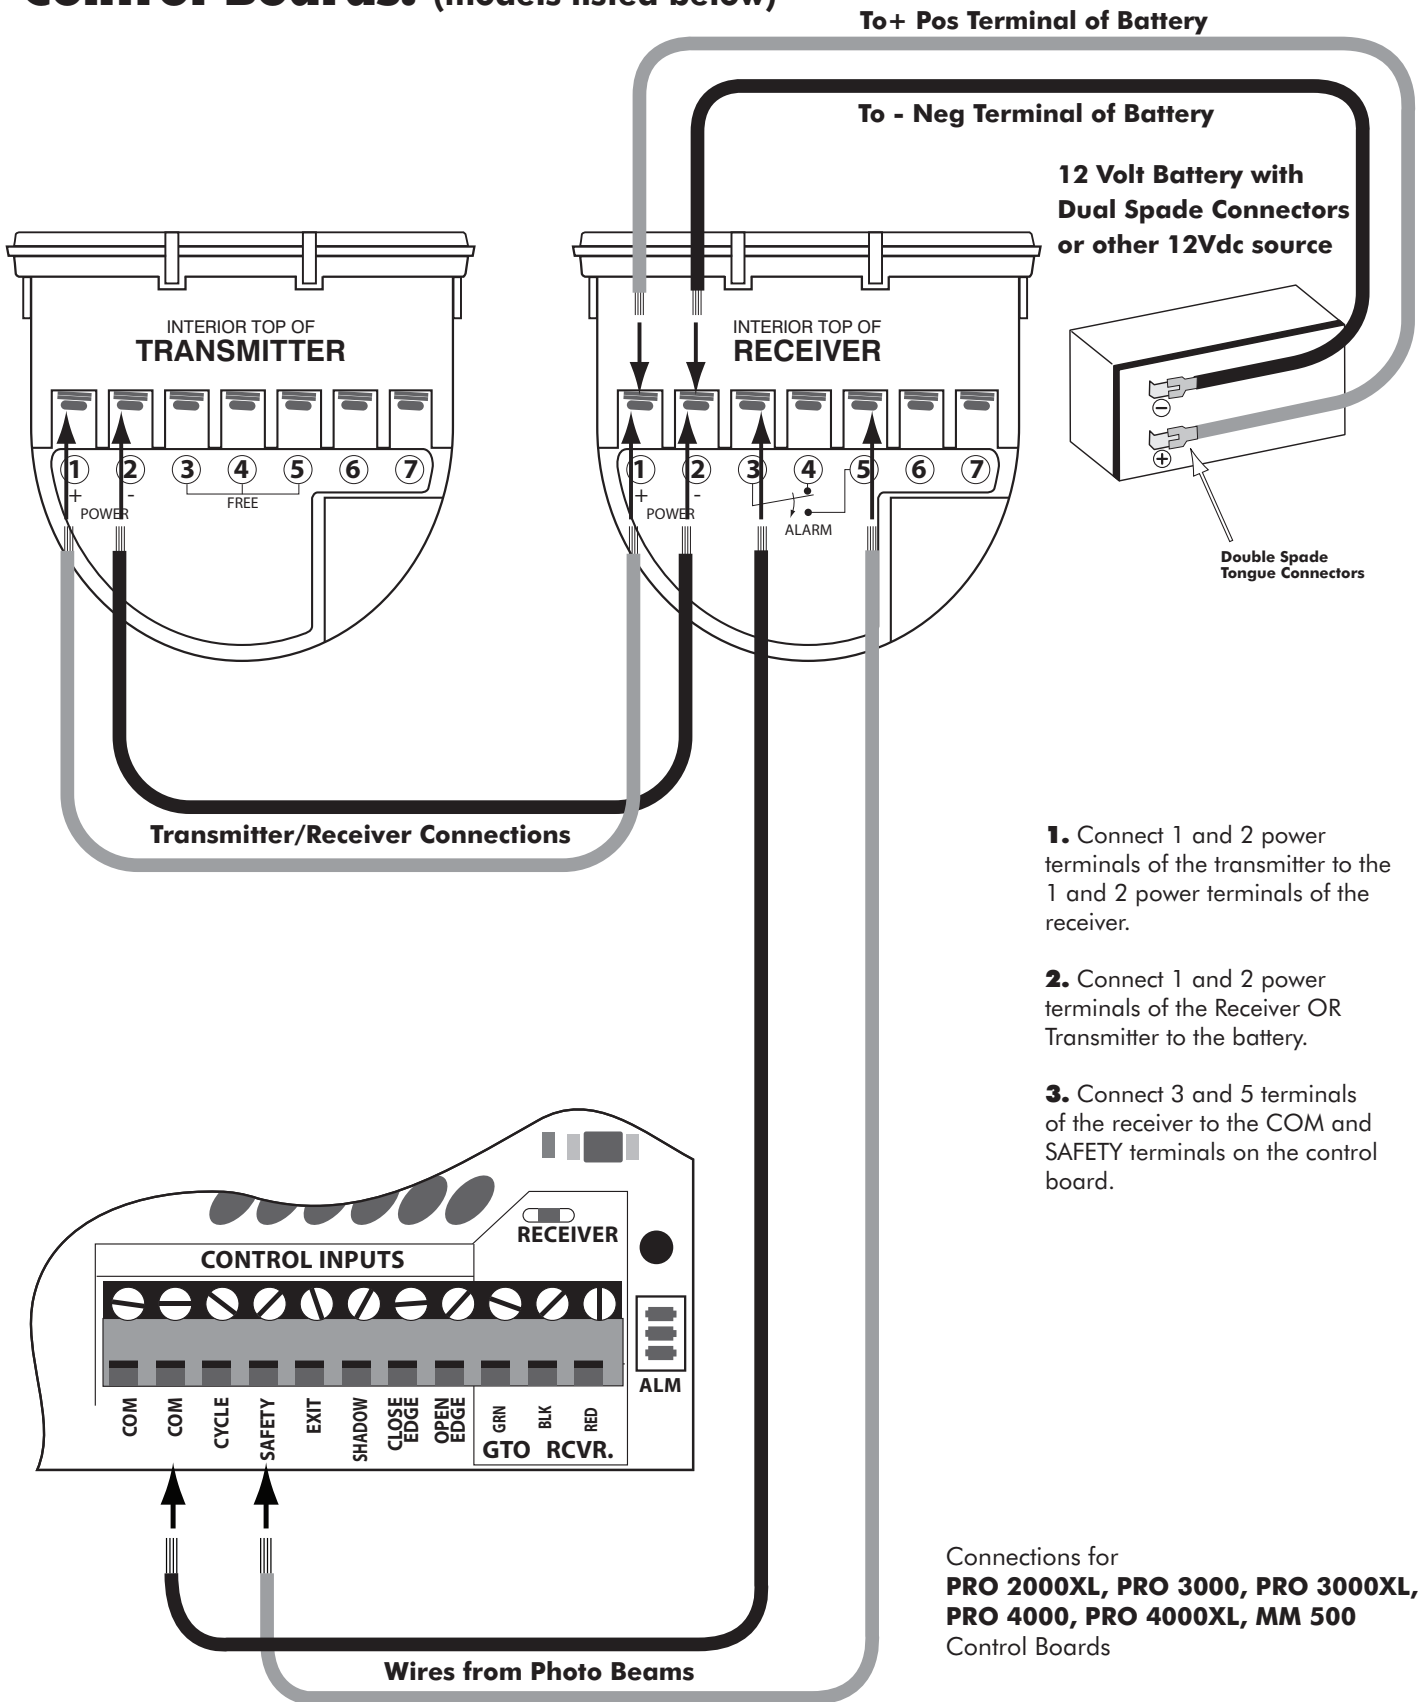 Control Boards. (models listed below)
To+ Pos Terminal of Battery
To - Neg Terminal of Battery
12 Volt Battery with
Dual Spade Connectors
or other 12Vdc source
INTERIOR TOP OF
TRANSMITTER
1 2 3 4 5 6 7
+ -
POWER
FREE
INTERIOR TOP OF
RECEIVER
1 2 3 4 5 6 7
+ -
POWER
ALARM
- 
+
Double Spade
Tongue Connectors
Transmitter/Receiver Connections
1. Connect 1 and 2 power
terminals of the transmitter to the
1 and 2 power terminals of the
receiver.
2. Connect 1 and 2 power
terminals of the Receiver OR
Transmitter to the battery.
3. Connect 3 and 5 terminals
of the receiver to the COM and
SAFETY terminals on the control
board.
RECEIVER
CONTROL INPUTS
ALM
COM
COM
CYCLE
SAFETY
EXIT
SHADOW
CLOSE
EDGE
OPEN
EDGE
GRN
BLK
RED
GTO RCVR.
Wires from Photo Beams
Connections for
PRO 2000XL, PRO 3000, PRO 3000XL,
PRO 4000, PRO 4000XL, MM 500
Control Boards